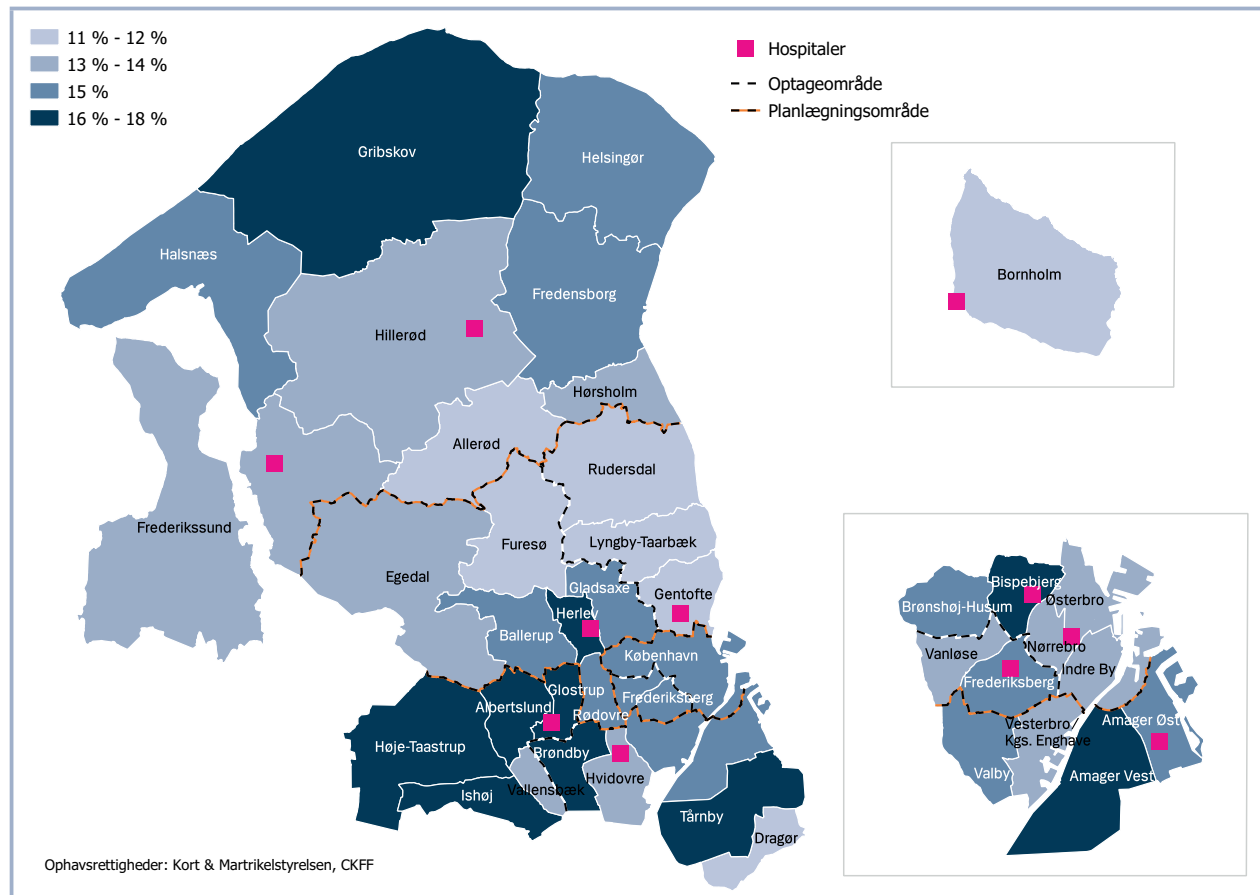 11 % - 12 %
13 % - 14 %
15 %
16 % - 18 %
Hospitaler
Optageområde
Planlægningsområde
Gribskov
Helsingør
Halsnæs
Fredensborg
Hillerød
Hørsholm
Allerød
Rudersdal
Frederikssund
Furesø
Lyngby-Taarbæk
Egedal
Gladsaxe
Gentofte
Herlev
Ballerup
København
Glostrup
Frederiksberg
Albertslund
Rødovre
Høje-Taastrup
Brøndby
Hvidovre
Vallensbæk
Ishøj
Tårnby
Dragør
Bornholm
Bispebjerg
Østerbro
Brønshøj-Husum
Nørrebro
Vanløse
Indre By
Frederiksberg
Vesterbro
Kgs. Enghave
Amager Øst
Valby
Amager Vest
Ophavsrettigheder: Kort & Martrikelstyrelsen, CKFF